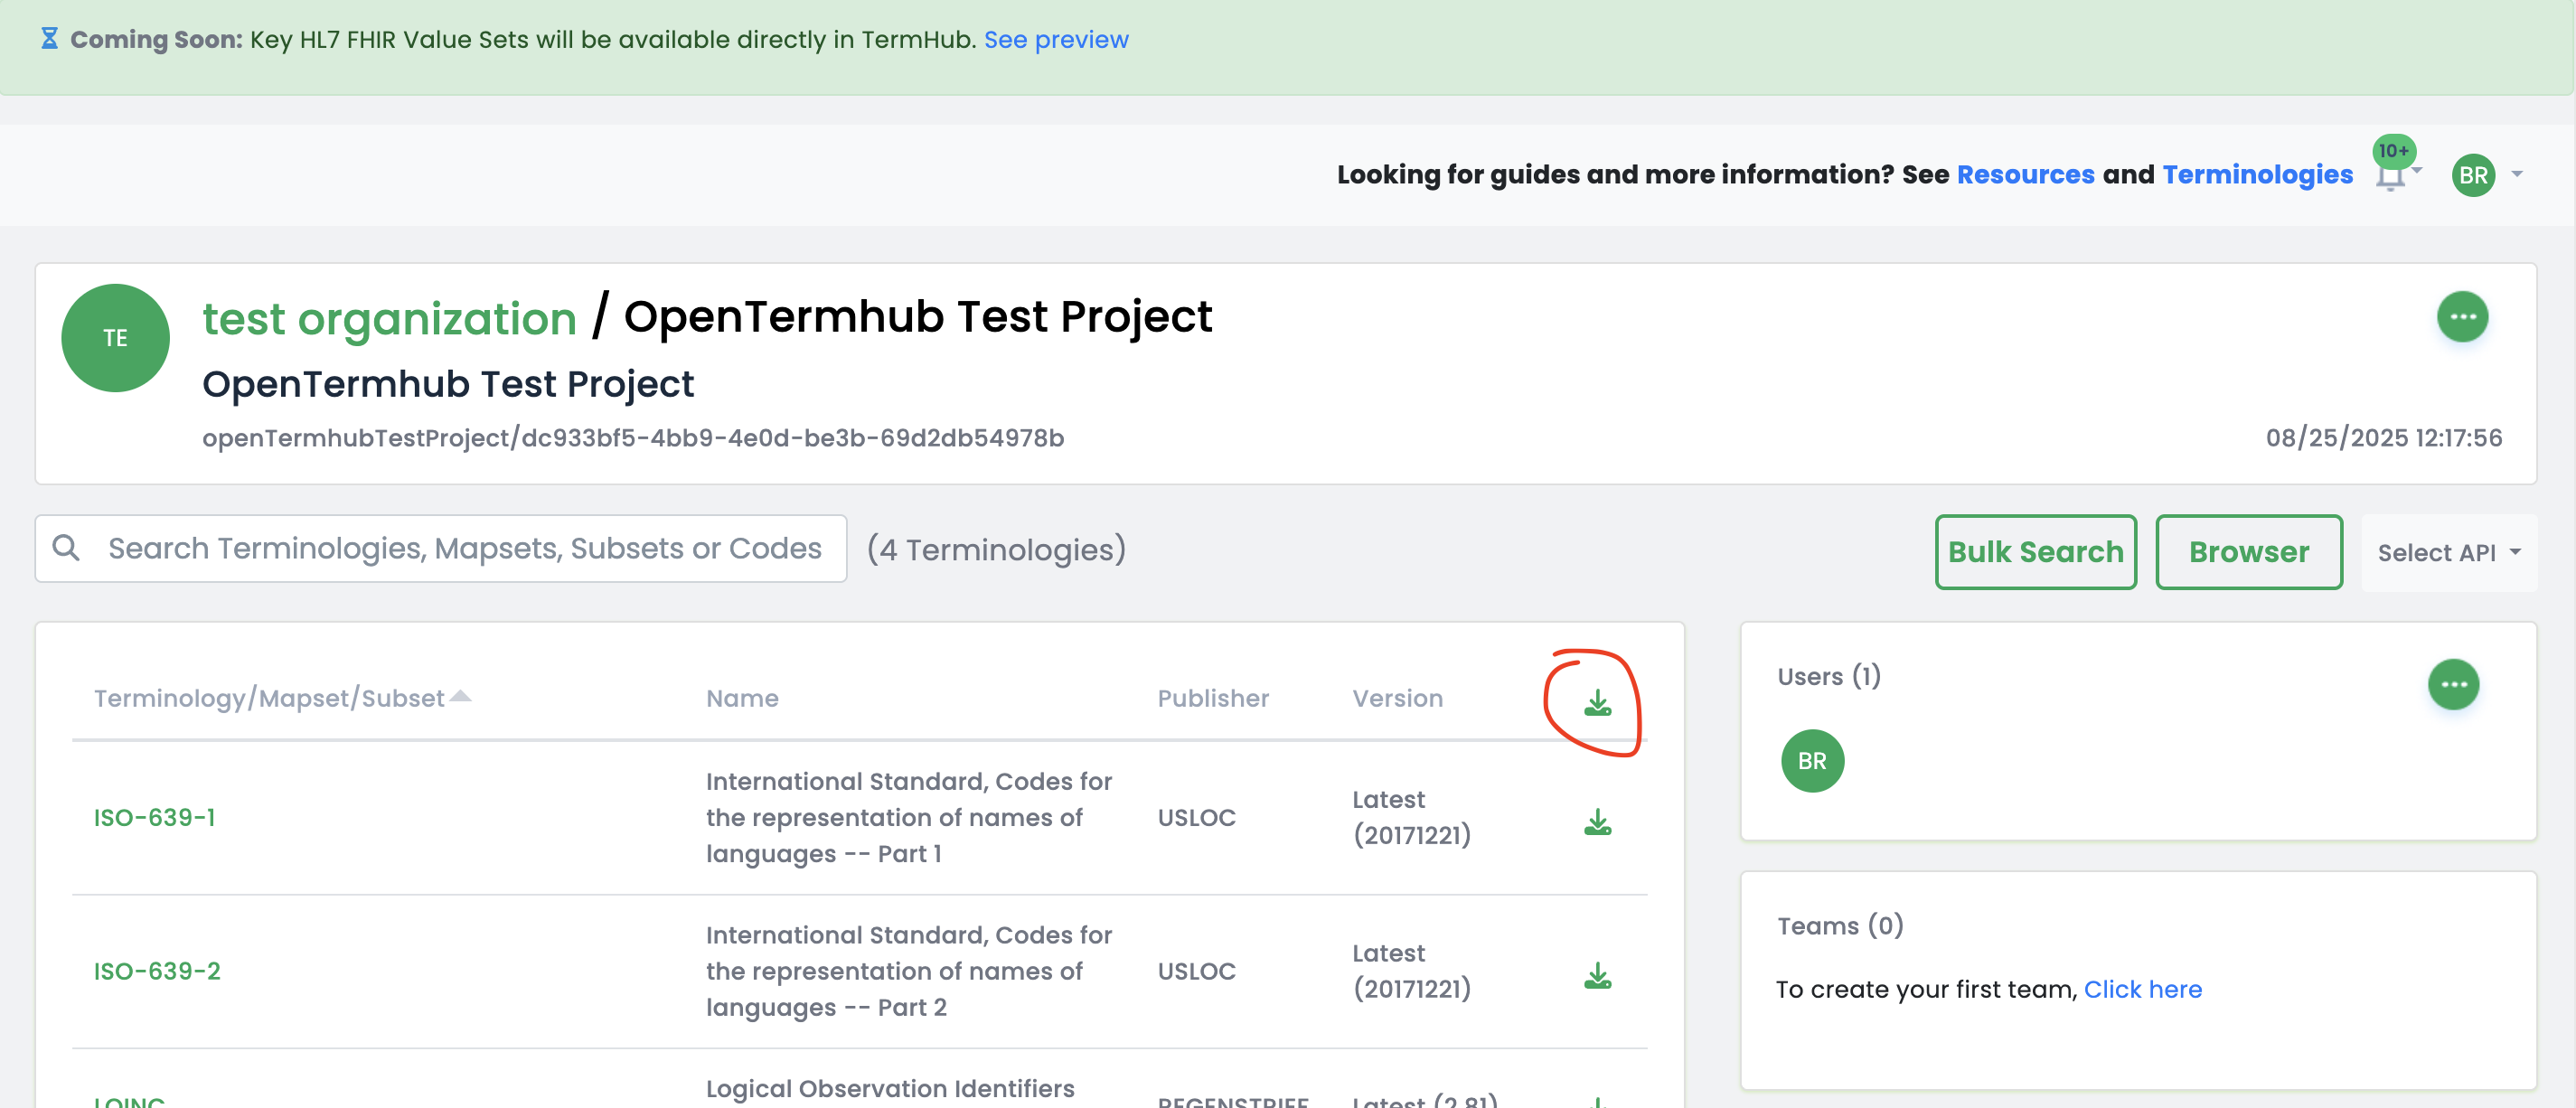 Coming Soon: Key HL7 FHIR Value Sets will be available directly in TermHub. See preview
Looking for guides and more information? See Resources and Terminologies
10+
BR
TE
test organization / OpenTermhub Test Project
OpenTermhub Test Project
openTermhubTestProject/dc933bf5-4bb9-4e0d-be3b-69d2db54978b
08/25/2025 12:17:56
Search Terminologies, Mapsets, Subsets or Codes
(4 Terminologies)
Bulk Search
Browser
Select API
Terminology/Mapset/Subset Name Publisher Version
ISO-639-1
International Standard, Codes for
the representation of names of
languages -- Part 1
USLOC
Latest
(20171221)
ISO-639-2
International Standard, Codes for
the representation of names of
languages -- Part 2
USLOC
Latest
(20171221)
LOINC
Logical Observation Identifiers
REGENSTRIEF
Latest (2.81)
Users (1)
BR
Teams (0)
To create your first team, Click here